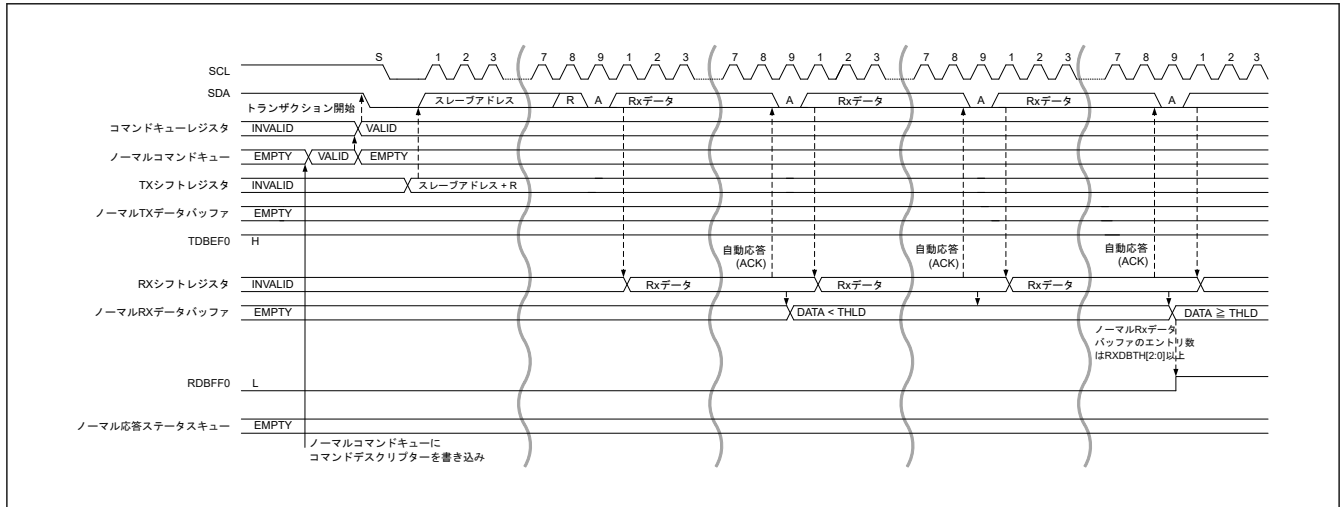 S 1 2 3 7 8 9 1 2 3 7 8 9 1 2 3 7 8 9 1 2 3 7 8 9 1 2 3
SCL
SDA スレーブアドレス R A Rxデータ A Rxデータ A Rxデータ A
トランザクション開始
コマンドキューレジスタ INVALID VALID
ノーマルコマンドキュー EMPTY VALID EMPTY
TXシフトレジスタ INVALID スレーブアドレス + R
ノーマルTXデータバッファ EMPTY
TDBEF0 H
自動応答 自動応答 自動応答
(ACK) (ACK) (ACK)
RXシフトレジスタ INVALID Rxデータ Rxデータ Rxデータ
ノーマルRXデータバッファ EMPTY DATA < THLD DATA ≧ THLD
ノーマルRxデータ
バッファのエントリ数
はRXDBTH[2:0]以上
RDBFF0 L
ノーマル応答ステータスキュー EMPTY
ノーマルコマンドキューに
コマンドデスクリプターを書き込み